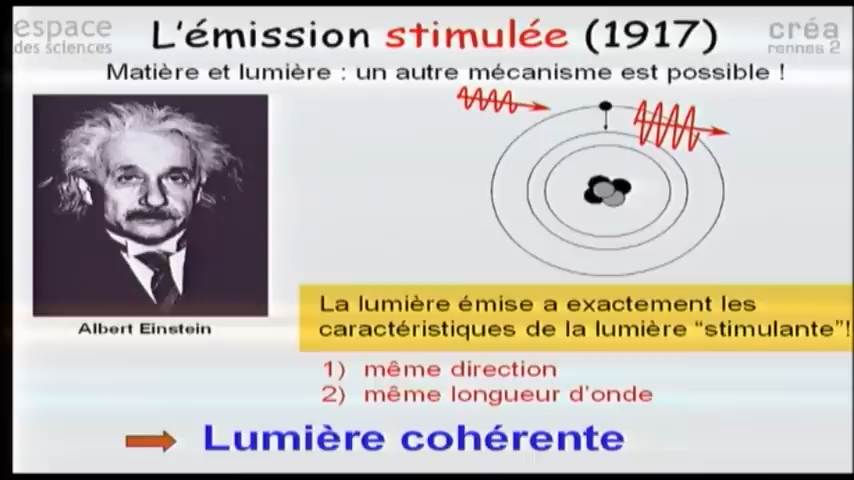 espace
des sciences
L'émission stimulée (1917)
créa
rennes 2
Matière et lumière : un autre mécanisme est possible !
Albert Einstein
La lumière émise a exactement les
caractéristiques de la lumière “stimulante”!
1) même direction
2) même longueur d'onde
Lumière cohérente